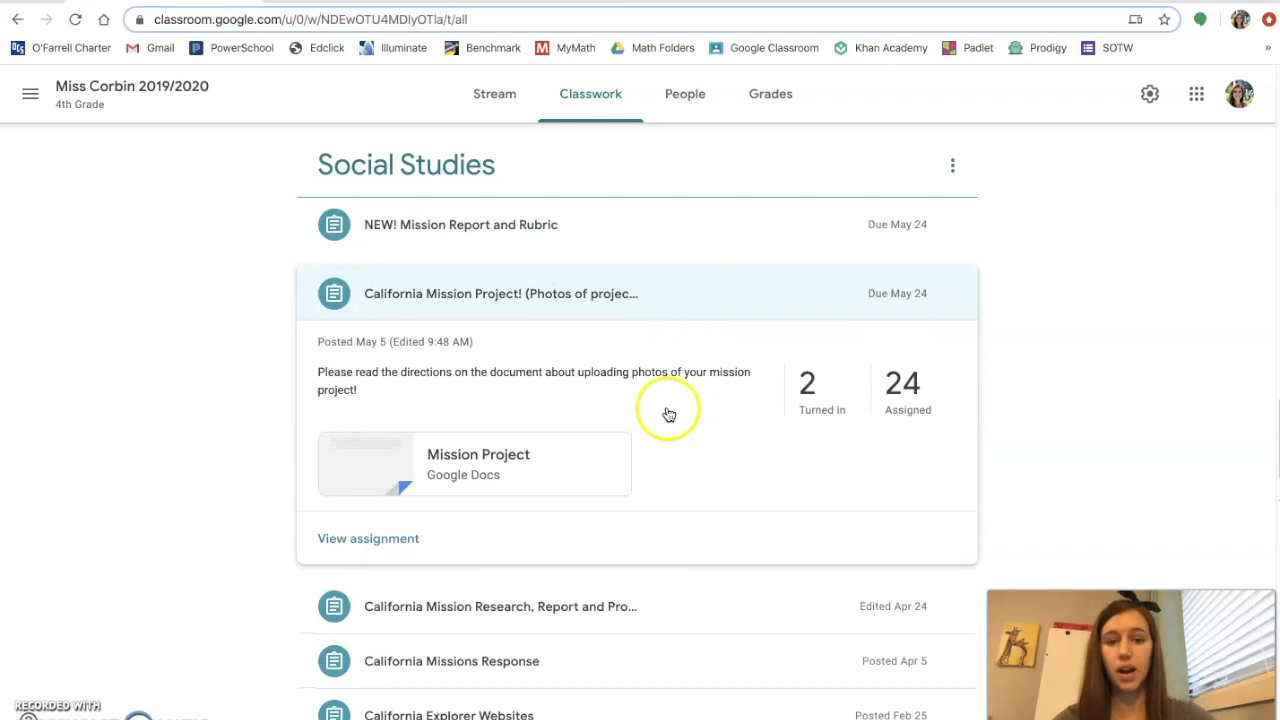 classroom.google.com/u/0/w/NDEwOTU4MDIyOTla/t/all
O'Farrell Charter Gmail PowerSchool Edclick Illuminate Benchmark MyMath Math Folders Google Classroom Khan Academy Padlet Prodigy SOTW »
Miss Corbin 2019/2020
4th Grade
Stream Classwork People Grades
Social Studies
NEW! Mission Report and Rubric Due May 24
California Mission Project! (Photos of projec... Due May 24
Posted May 5 (Edited 9:48 AM)
Please read the directions on the document about uploading photos of your mission
project!
2 24
Turned in Assigned
Mission Project
Google Docs
View assignment
California Mission Research, Report and Pro... Edited Apr 24
California Missions Response Posted Apr 5
California Explorer Websites Posted Feb 25
RECORDED WITH